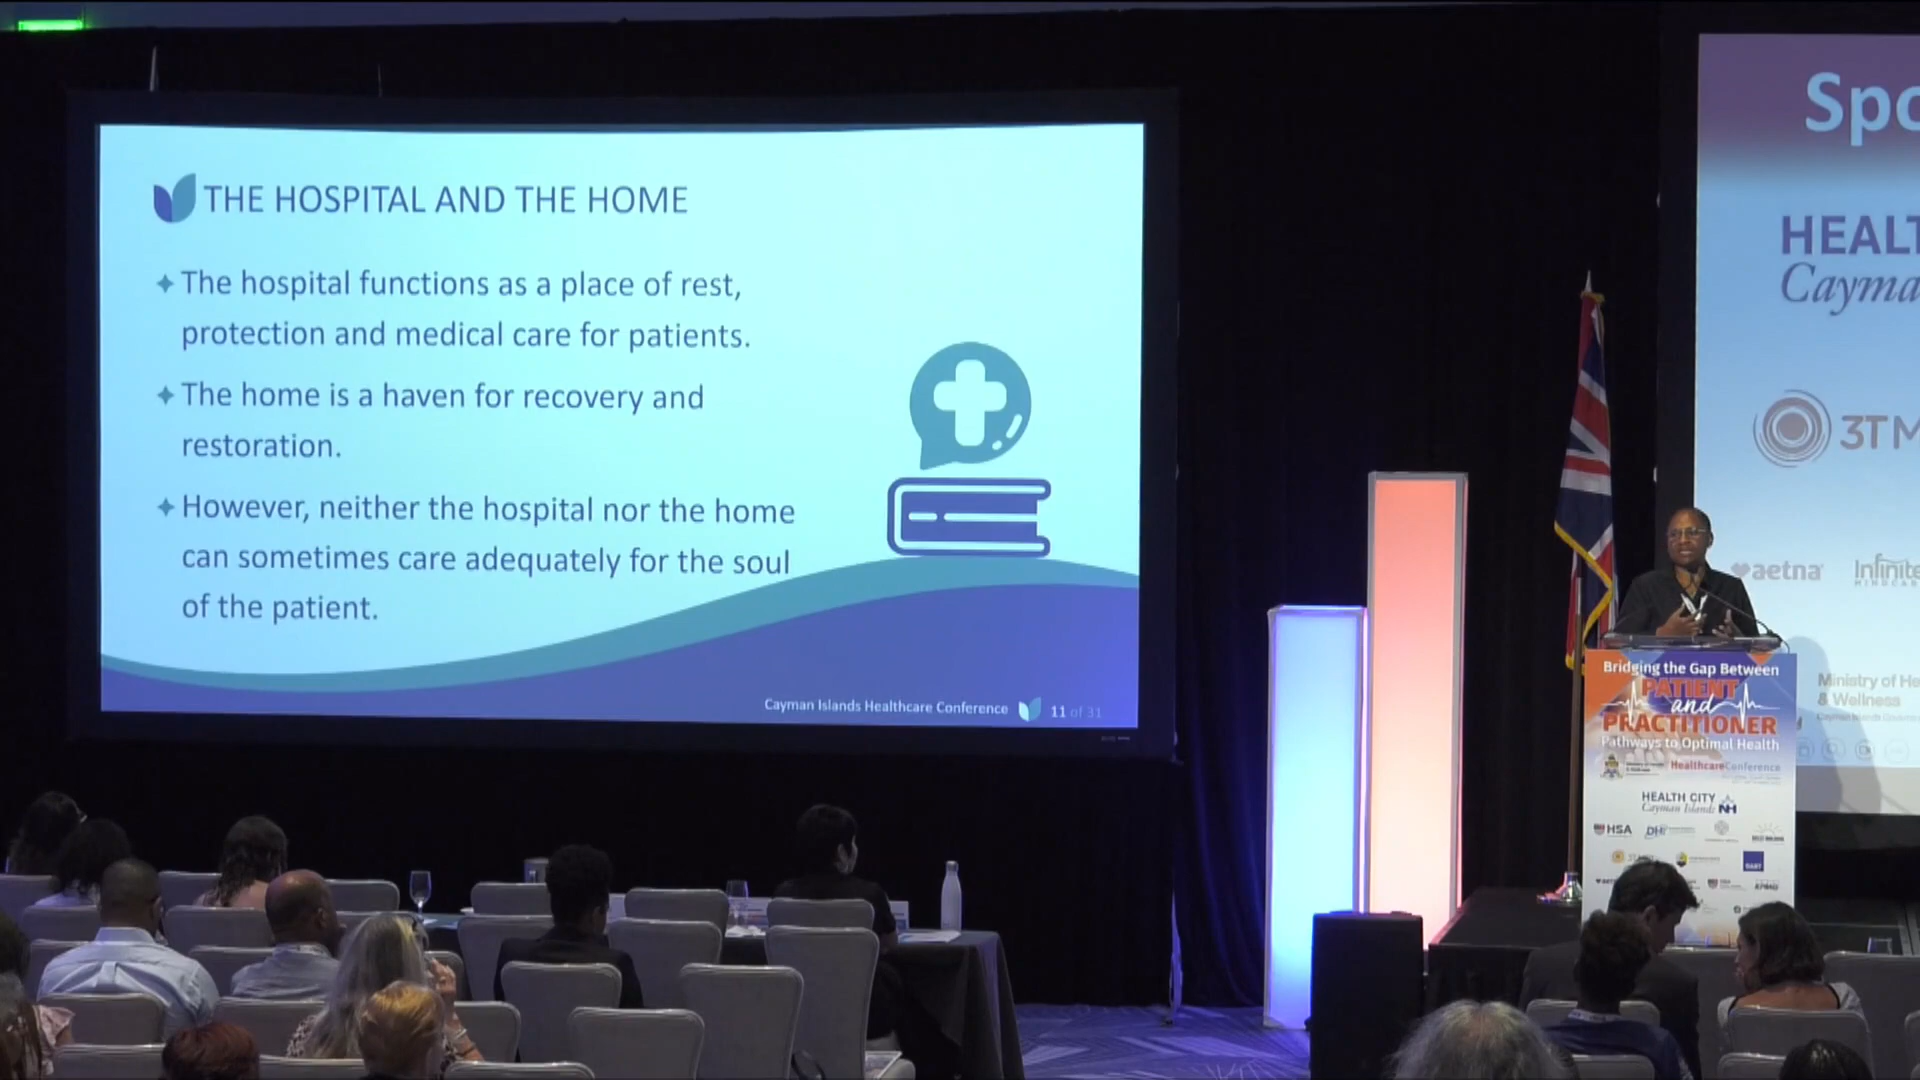 THE HOSPITAL AND THE HOME
The hospital functions as a place of rest,
protection and medical care for patients.
The home is a haven for recovery and
restoration.
However, neither the hospital nor the home
can sometimes care adequately for the soul
of the patient.
Cayman Islands Healthcare Conference 11 of 31
Spo
HEALT
Cayma
3TM
aetna Infinite
Ministry of He
& Wellness
Bridging the Gap Between
PATIENT
and
PRACTITIONER
Pathways to Optimal Health
HealthcareConference
HEALTH CITY
Cayman Islands
HSA